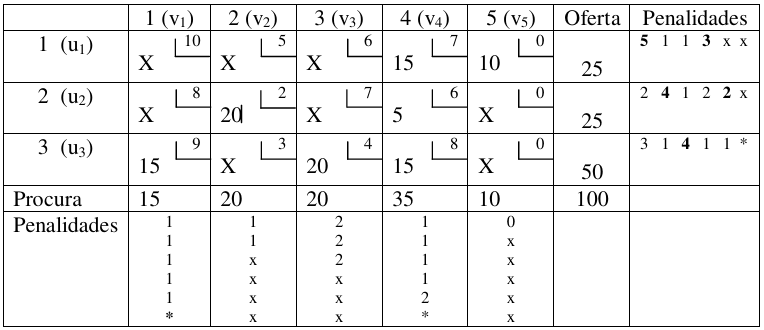 1 (v1) 2 (v2) 3 (v3) 4 (v4) 5 (v5) Oferta Penalidades
1 (u1) 10 5 6 7 0 5 1 1 3 x x
X X X 15 10 25
2 (u2) 8 2 7 6 0 2 4 1 2 2 x
X 20 X 5 X 25
3 (u3) 9 3 4 8 0 3 1 4 1 1 *
15 X 20 15 X 50
Procura 15 20 20 35 10 100
Penalidades 1 1 2 1 0
1 1 2 1 x
1 x 2 1 x
1 x x 1 x
1 x x 2 x
* x x * x